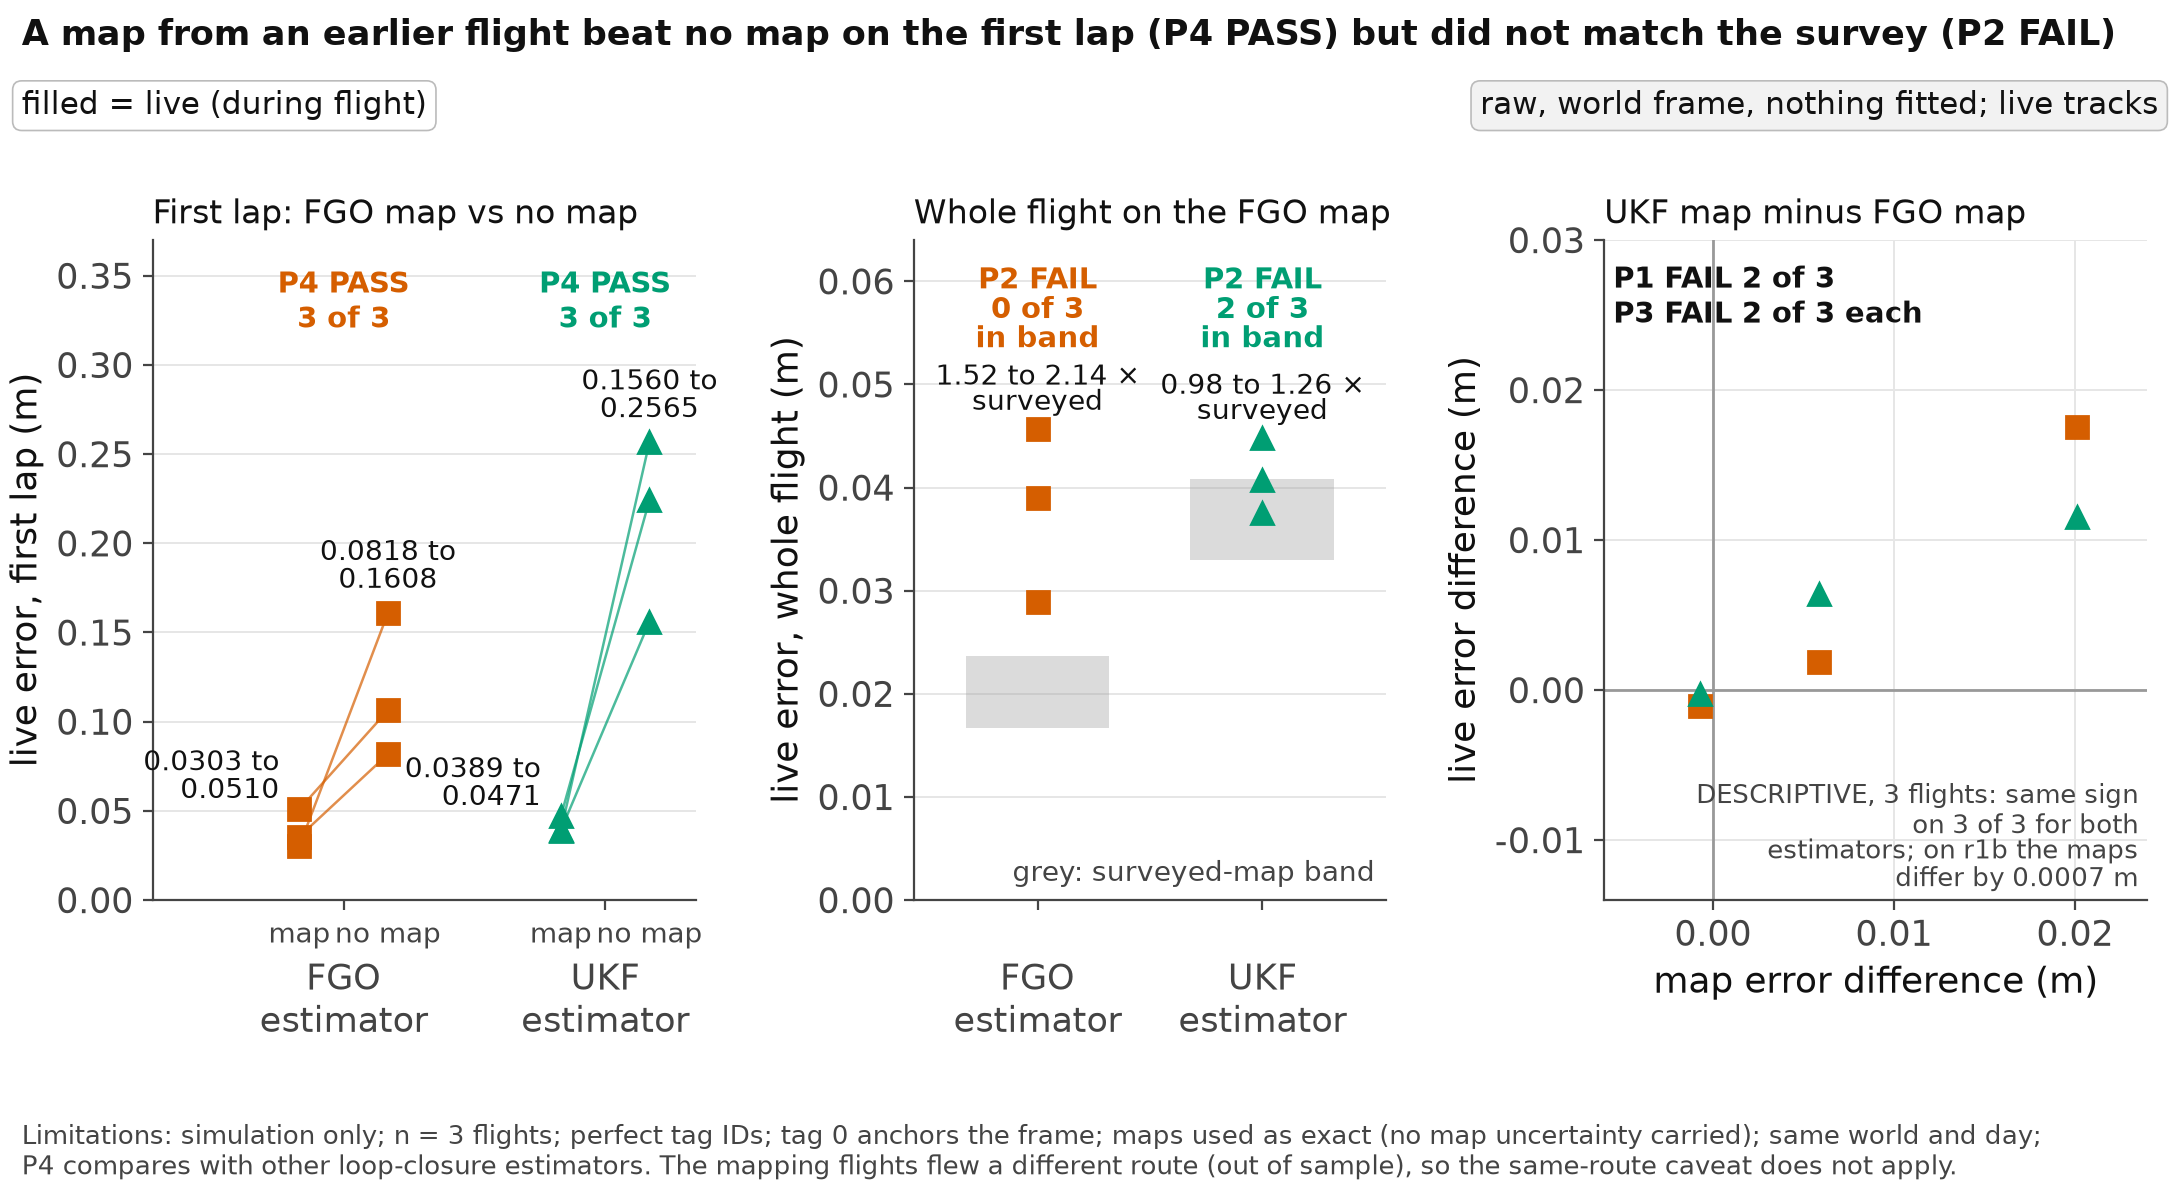 A map from an earlier flight beat no map on the first lap (P4 PASS) but did not match the survey (P2 FAIL)
filled = live (during flight)
raw, world frame, nothing fitted; live tracks
First lap: FGO map vs no map
live error, first lap (m)
0.35
0.30
0.25
0.20
0.15
0.10
0.05
0.00
P4 PASS
3 of 3
P4 PASS
3 of 3
0.1560 to
0.2565
0.0818 to
0.1608
0.0303 to
0.0510
0.0389 to
0.0471
map no map
map no map
FGO
estimator
UKF
estimator
Whole flight on the FGO map
live error, whole flight (m)
0.06
0.05
0.04
0.03
0.02
0.01
0.00
P2 FAIL
0 of 3
in band
P2 FAIL
2 of 3
in band
1.52 to 2.14 ×
surveyed
0.98 to 1.26 ×
surveyed
grey: surveyed-map band
FGO
estimator
UKF
estimator
UKF map minus FGO map
live error difference (m)
0.03
0.02
0.01
0.00
-0.01
P1 FAIL 2 of 3
P3 FAIL 2 of 3 each
DESCRIPTIVE, 3 flights: same sign
on 3 of 3 for both
estimators; on r1b the maps
differ by 0.0007 m
0.00
0.01
0.02
map error difference (m)
Limitations: simulation only; n = 3 flights; perfect tag IDs; tag 0 anchors the frame; maps used as exact (no map uncertainty carried); same world and day;
P4 compares with other loop-closure estimators. The mapping flights flew a different route (out of sample), so the same-route caveat does not apply.